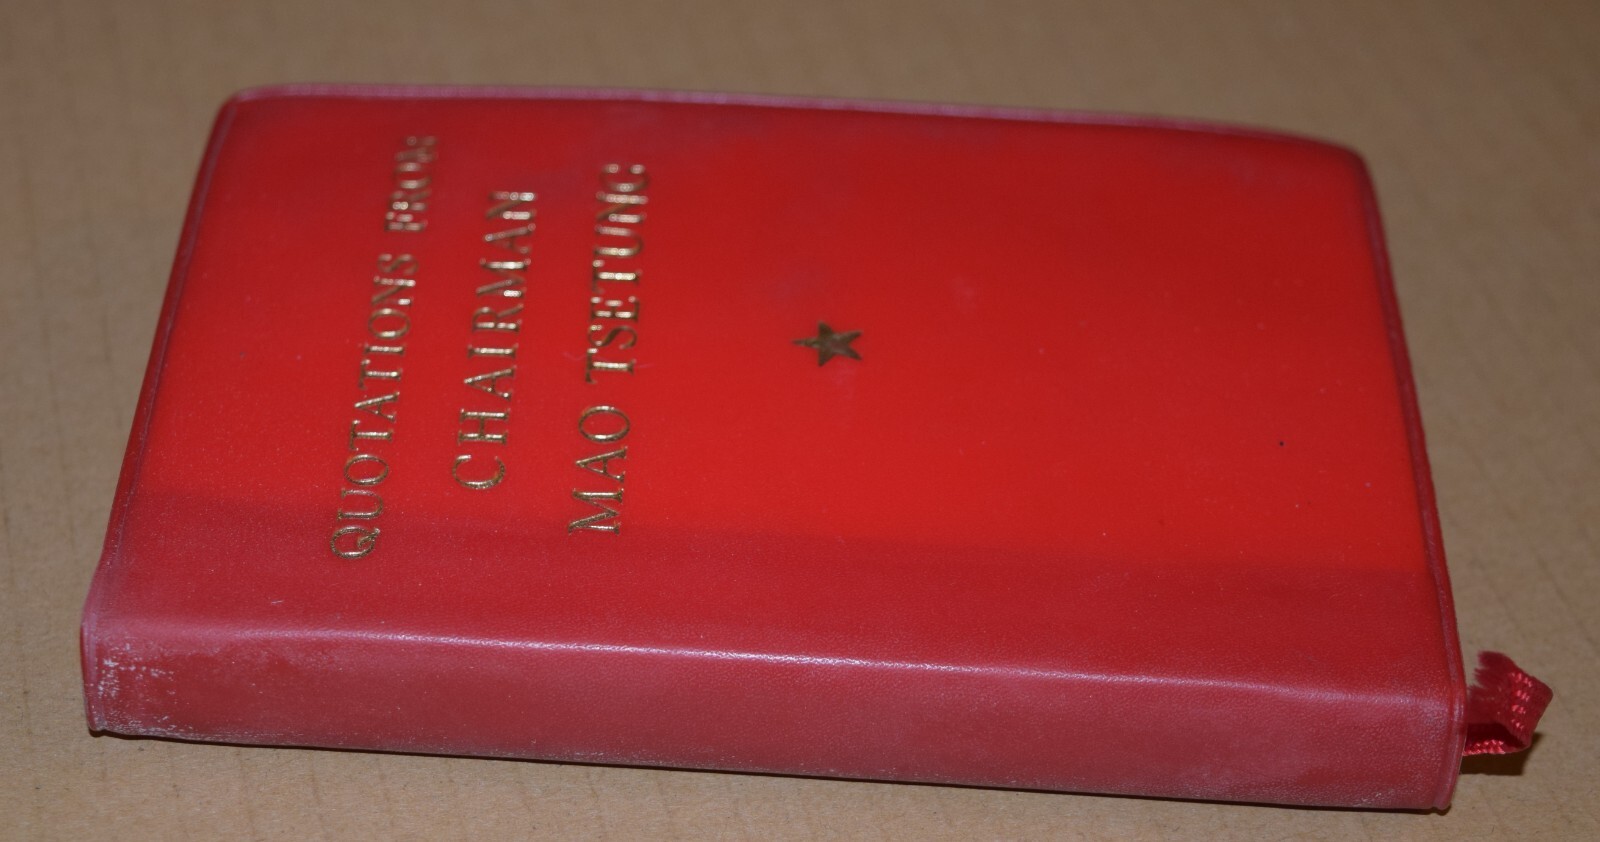 QUOTATIONS FROM
CHAIRMAN
MAO TSETUNG